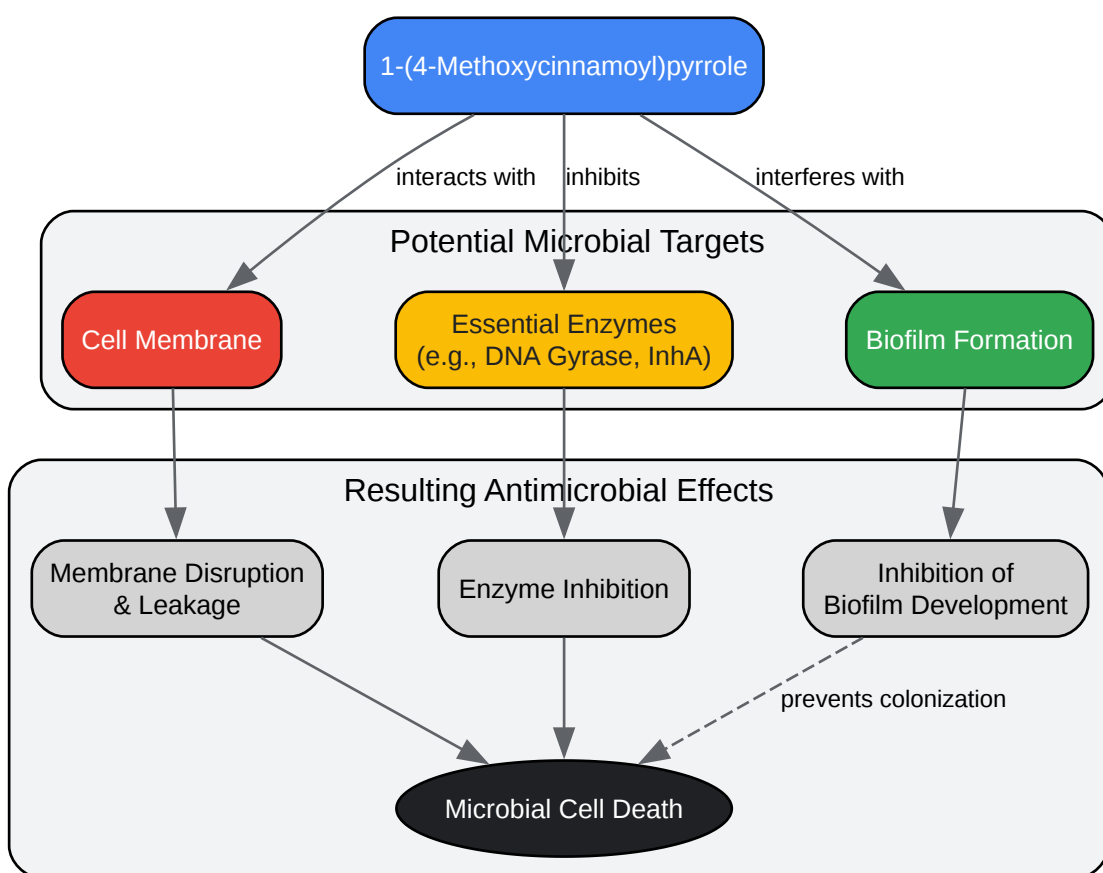 1-(4-Methoxycinnamoyl)pyrrole
interacts with
inhibits
interferes with
Potential Microbial Targets
Cell Membrane
Essential Enzymes
(e.g., DNA Gyrase, InhA)
Biofilm Formation
Resulting Antimicrobial Effects
Membrane Disruption
& Leakage
Enzyme Inhibition
Inhibition of
Biofilm Development
prevents colonization
Microbial Cell Death